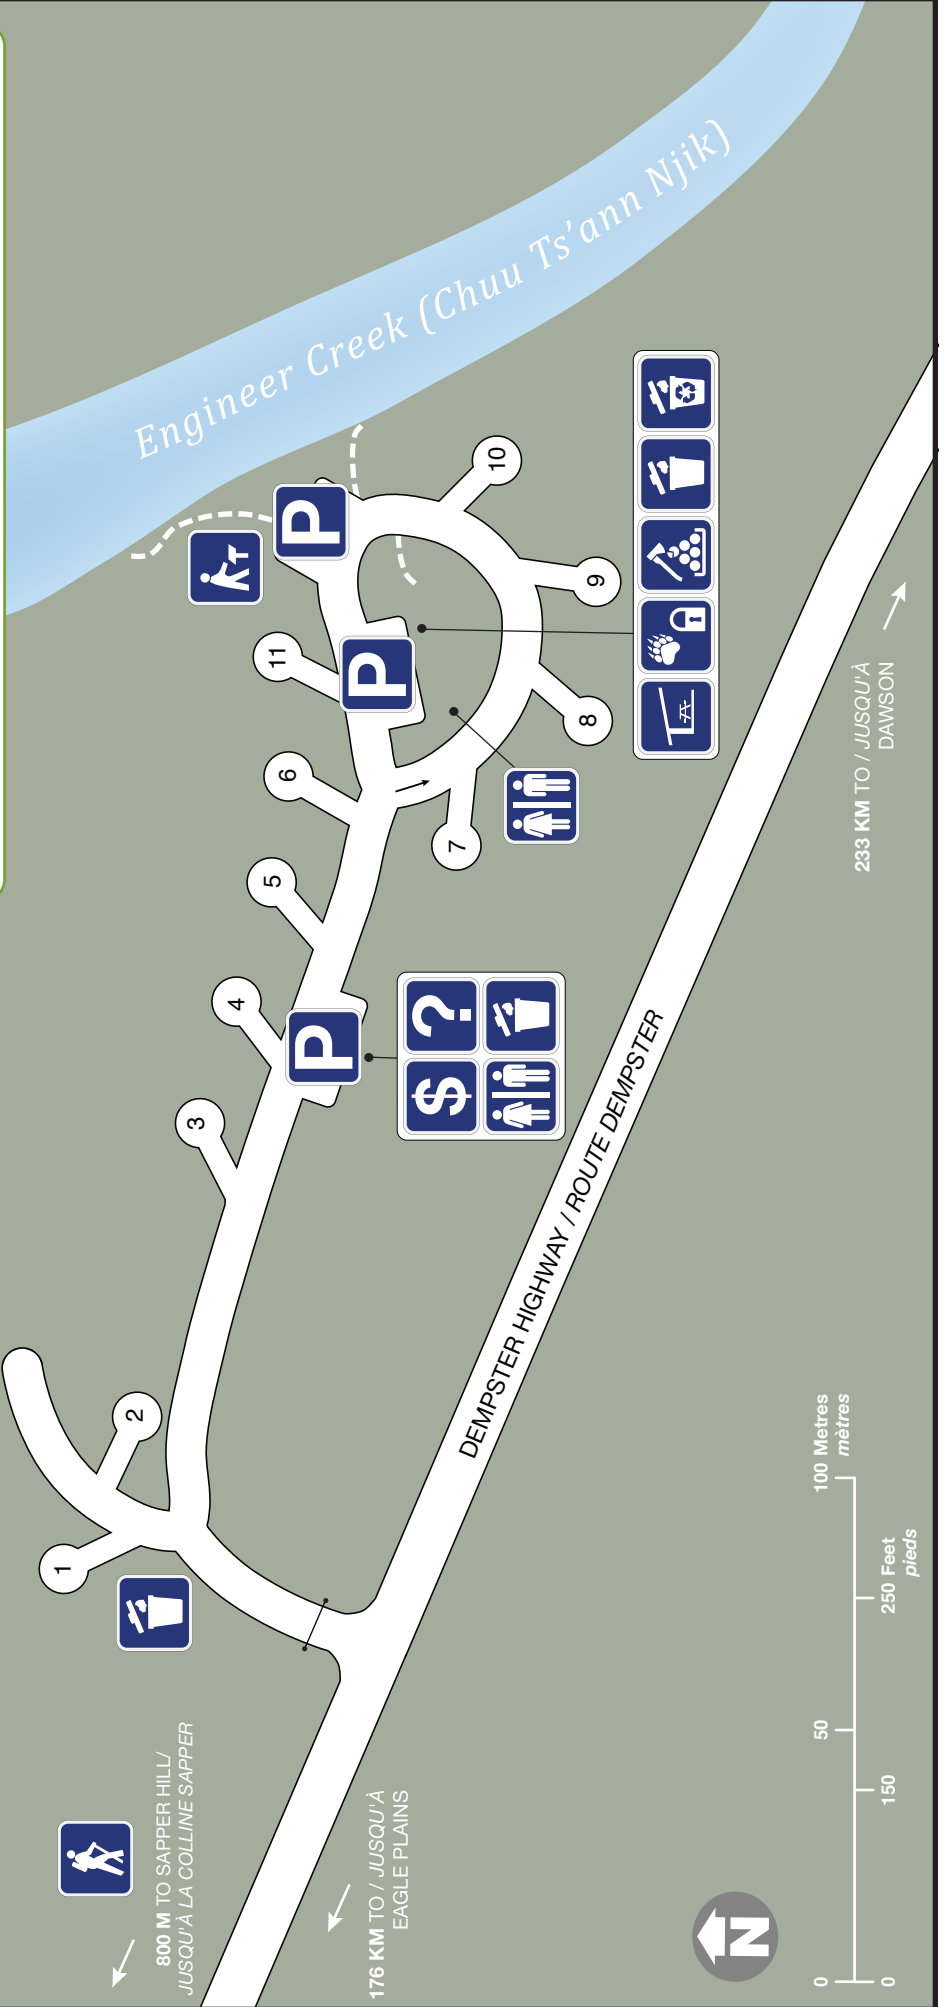 Engineer Creek (Chuu Ts'ann Njik)
1
2
3
4
5
6
7
8
9
10
11
P
P
P
$
?
DEMPSTER HIGHWAY / ROUTE DEMPSTER
800 M TO SAPPER HILL/
JUSQU'À LA COLLINE SAPPER
176 KM TO / JUSQU'À
EAGLE PLAINS
233 KM TO / JUSQU'À
DAWSON
N
0
50
100 Metres
mètres
0
150
250 Feet
pieds